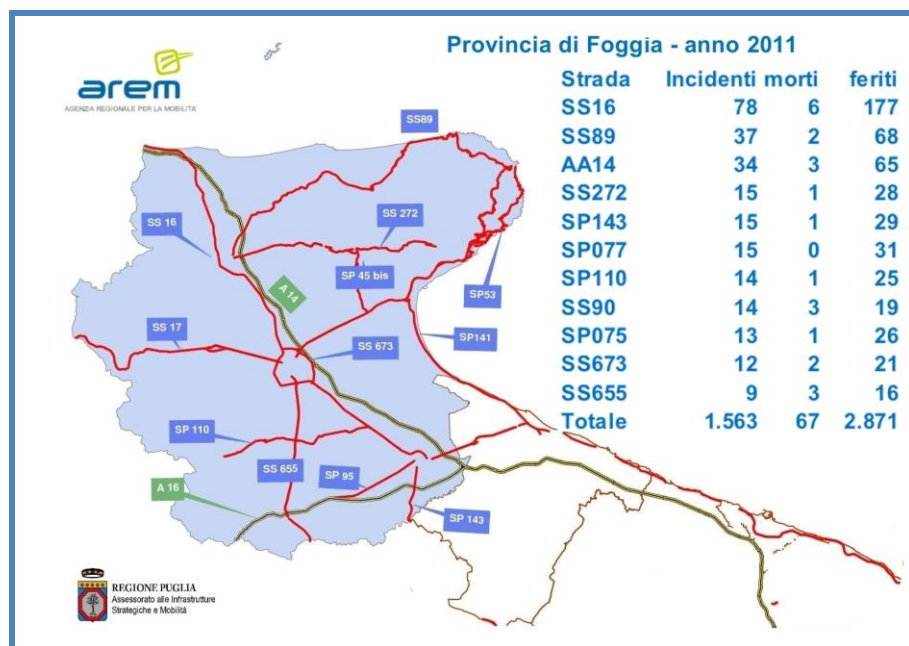 Provincia di Foggia - anno 2011
arem
AGENZIA REGIONALE PER LA MOBILITA'
Strada Incidenti morti feriti
SS16 78 6 177
SS89 37 2 68
AA14 34 3 65
SS272 15 1 28
SP143 15 1 29
SP077 15 0 31
SP110 14 1 25
SS90 14 3 19
SP075 13 1 26
SS673 12 2 21
SS655 9 3 16
Totale 1.563 67 2.871
SS89
SS 16
SS 272
SP 45 bis
SP53
A 14
SS 17
SS 673
SP141
SP 110
SS 655
SP 95
A 16
SP 143
REGIONE PUGLIA
Assessorato alle Infrastrutture
Strategiche e Mobilità